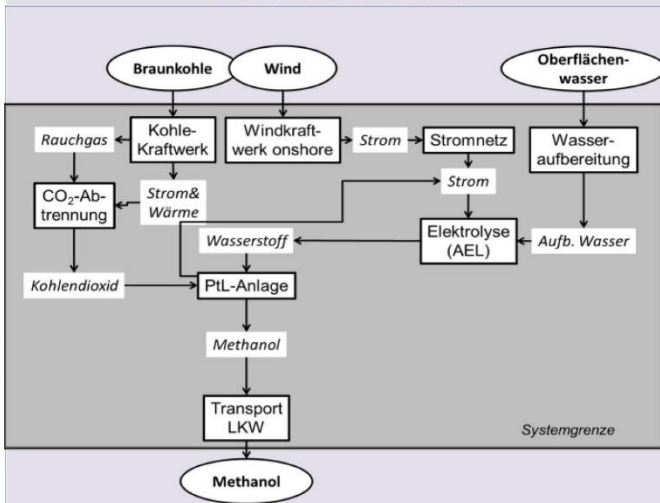 Braunkohle
Wind
Oberflächen-
wasser
Rauchgas
Kohle-
Kraftwerk
Windkraft-
werk onshore
Strom
Stromnetz
Wasser-
aufbereitung
CO₂-Ab-
trennung
Strom&
Wärme
Strom
Wasserstoff
Elektrolyse
(AEL)
Aufb. Wasser
Kohlendioxid
PtL-Anlage
Methanol
Transport
LKW
Systemgrenze
Methanol